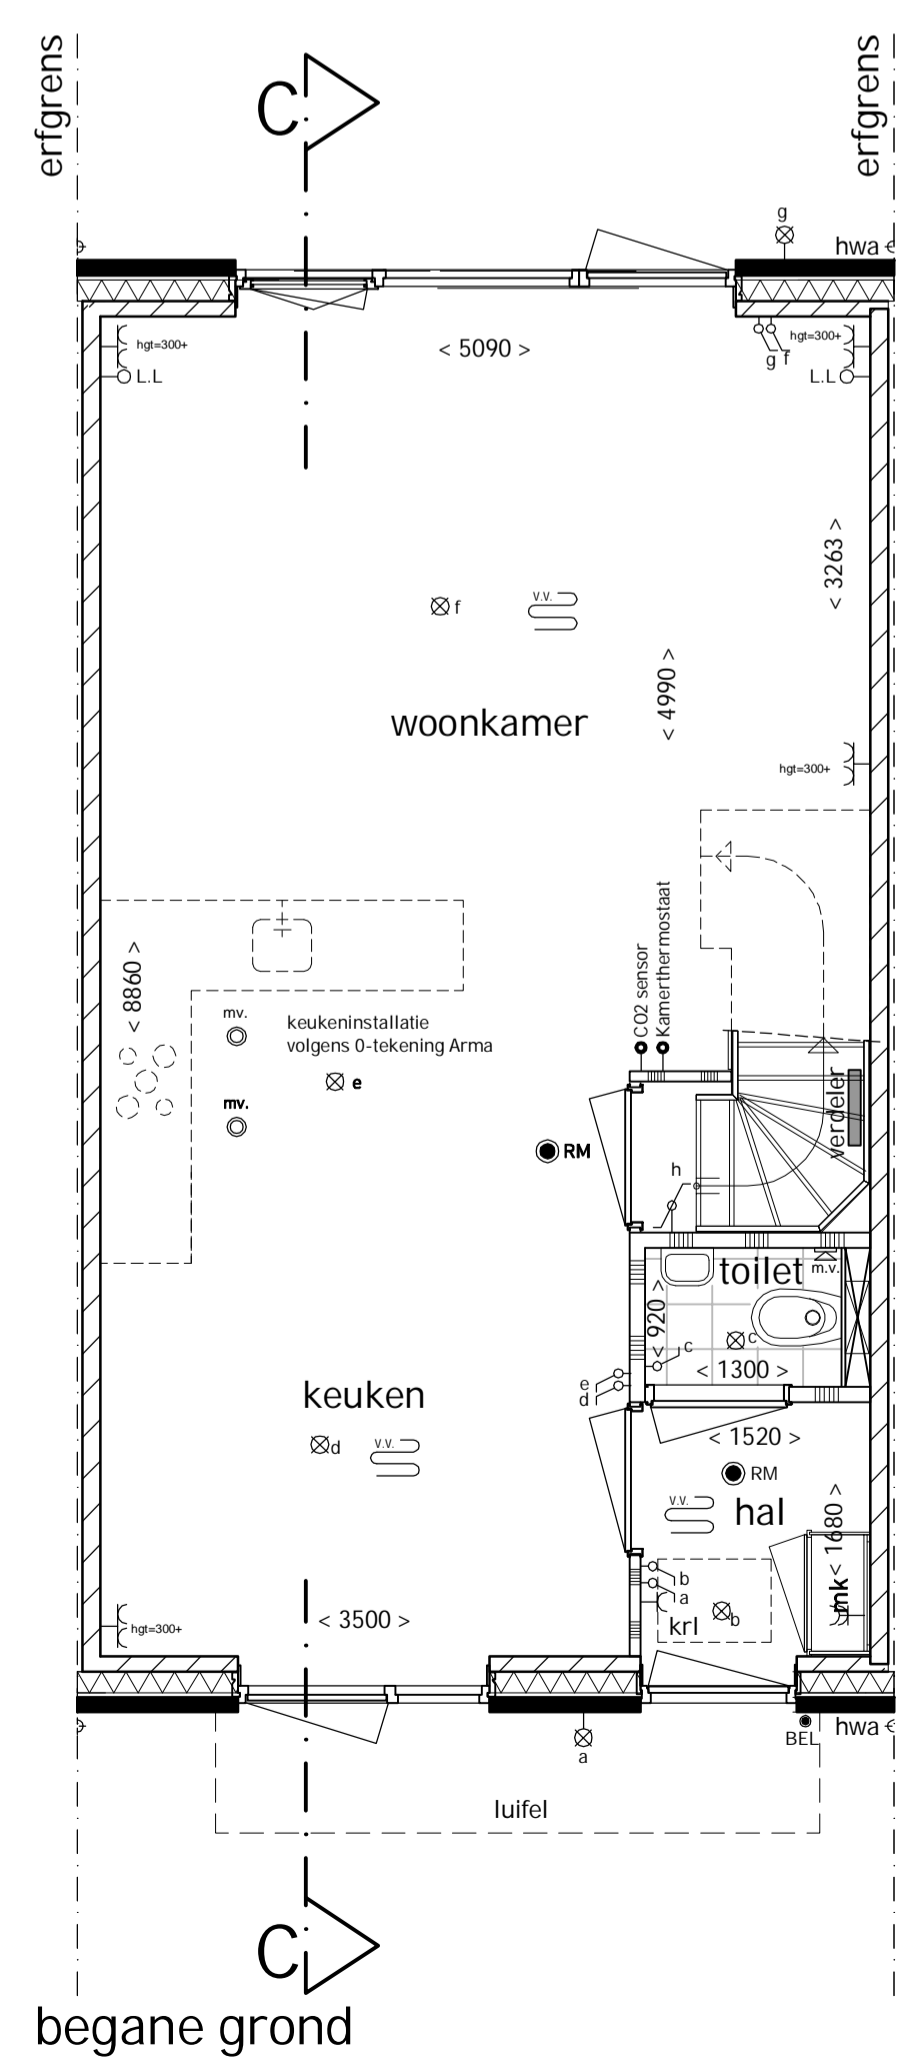 erfgrens
erfgrens
C
g
hwa
hgt=300+
L.L
< 5090 >
g f
hgt=300+
L.L
< 3263 >
f
v.v.
< 4990 >
woonkamer
hgt=300+
< 8860 >
CO2 sensor
Kamerthermostaat
mv.
keukeninstallatie
volgens 0-tekening Arma
e
mv.
verdeler
RM
h
toilet
m.v.
< 920 >
c
c
< 1300 >
e
d
keuken
d
v.v.
< 1520 >
RM
v.v.
hal
< 1680 >
b
a
krl
b
mk
hgt=300+
< 3500 >
a
BEL
hwa
luifel
C
begane grond